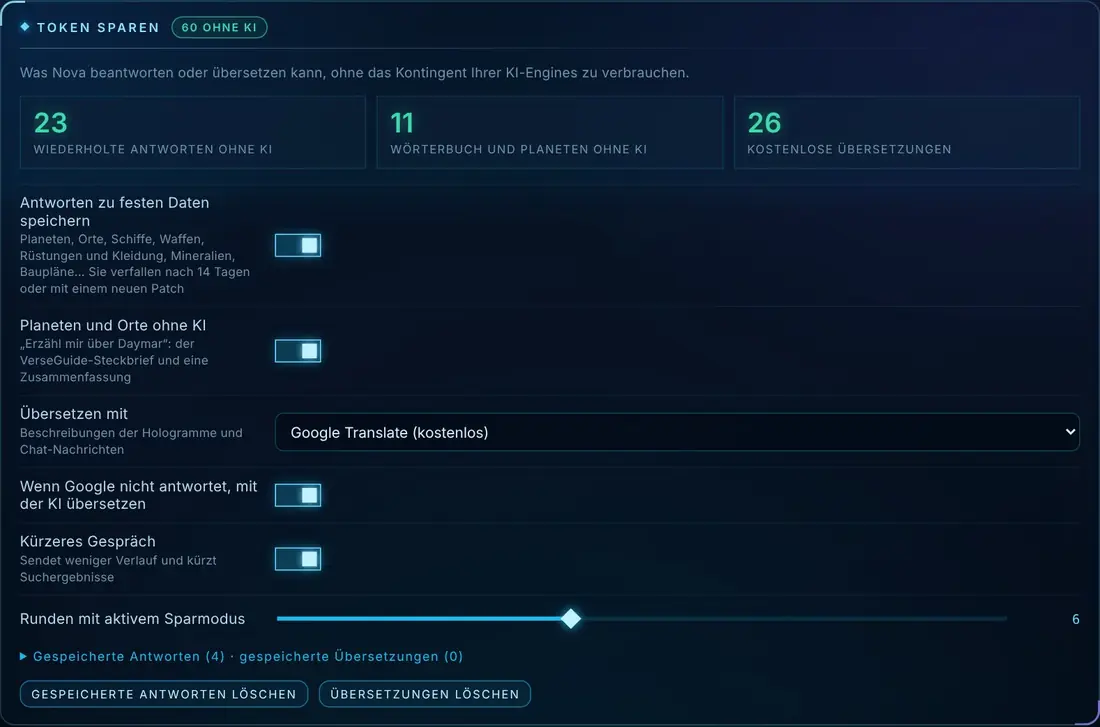 TOKEN SPAREN
60 OHNE KI
Was Nova beantworten oder übersetzen kann, ohne das Kontingent Ihrer KI-Engines zu verbrauchen.
23
WIEDERHOLTE ANTWORTEN OHNE KI
11
WÖRTERBUCH UND PLANETEN OHNE KI
26
KOSTENLOSE ÜBERSETZUNGEN
Antworten zu festen Daten
speichern
Planeten, Orte, Schiffe, Waffen,
Rüstungen und Kleidung, Mineralien,
Baupläne... Sie verfallen nach 14 Tagen
oder mit einem neuen Patch
Planeten und Orte ohne KI
„Erzähl mir über Daymar“: der
VerseGuide-Steckbrief und eine
Zusammenfassung
Übersetzen mit
Beschreibungen der Hologramme und
Chat-Nachrichten
Google Translate (kostenlos)
Wenn Google nicht antwortet, mit
der KI übersetzen
Kürzeres Gespräch
Sendet weniger Verlauf und kürzt
Suchergebnisse
Runden mit aktivem Sparmodus
6
Gespeicherte Antworten (4) · gespeicherte Übersetzungen (0)
GESPEICHERTE ANTWORTEN LÖSCHEN
ÜBERSETZUNGEN LÖSCHEN